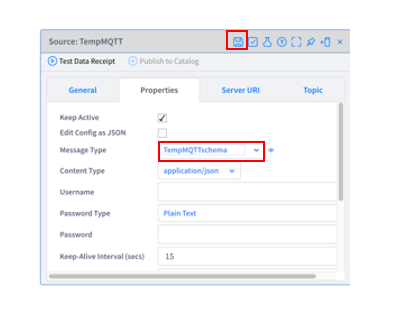 Source: TempMQTT
Test Data Receipt Publish to Catalog
General Properties Server URI Topic
Keep Active
Edit Config as JSON
Message Type TempMQTTschema
Content Type application/json
Username
Password Type Plain Text
Password
Keep-Alive Interval (secs) 15